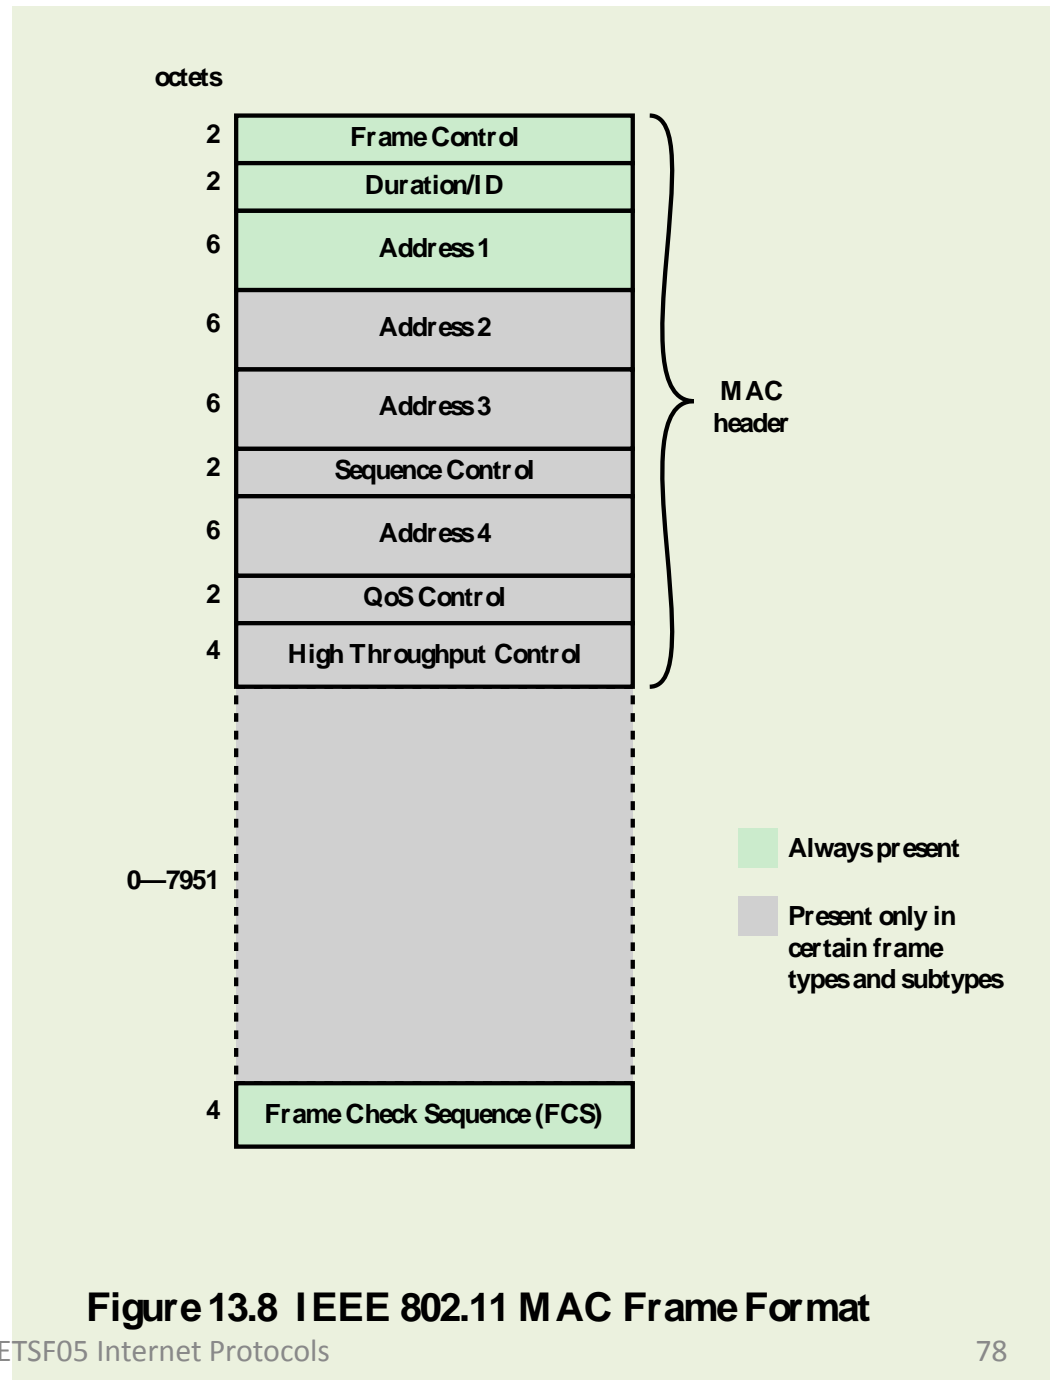 octets
2 Frame Control
2 Duration/ID
6 Address 1
6 Address 2
6 Address 3
MAC
header
2 Sequence Control
6 Address 4
2 QoS Control
4 High Throughput Control
0—7951
Always present
Present only in
certain frame
types and subtypes
4 Frame Check Sequence (FCS)
Figure 13.8 IEEE 802.11 MAC Frame Format
ETSF05 Internet Protocols
78